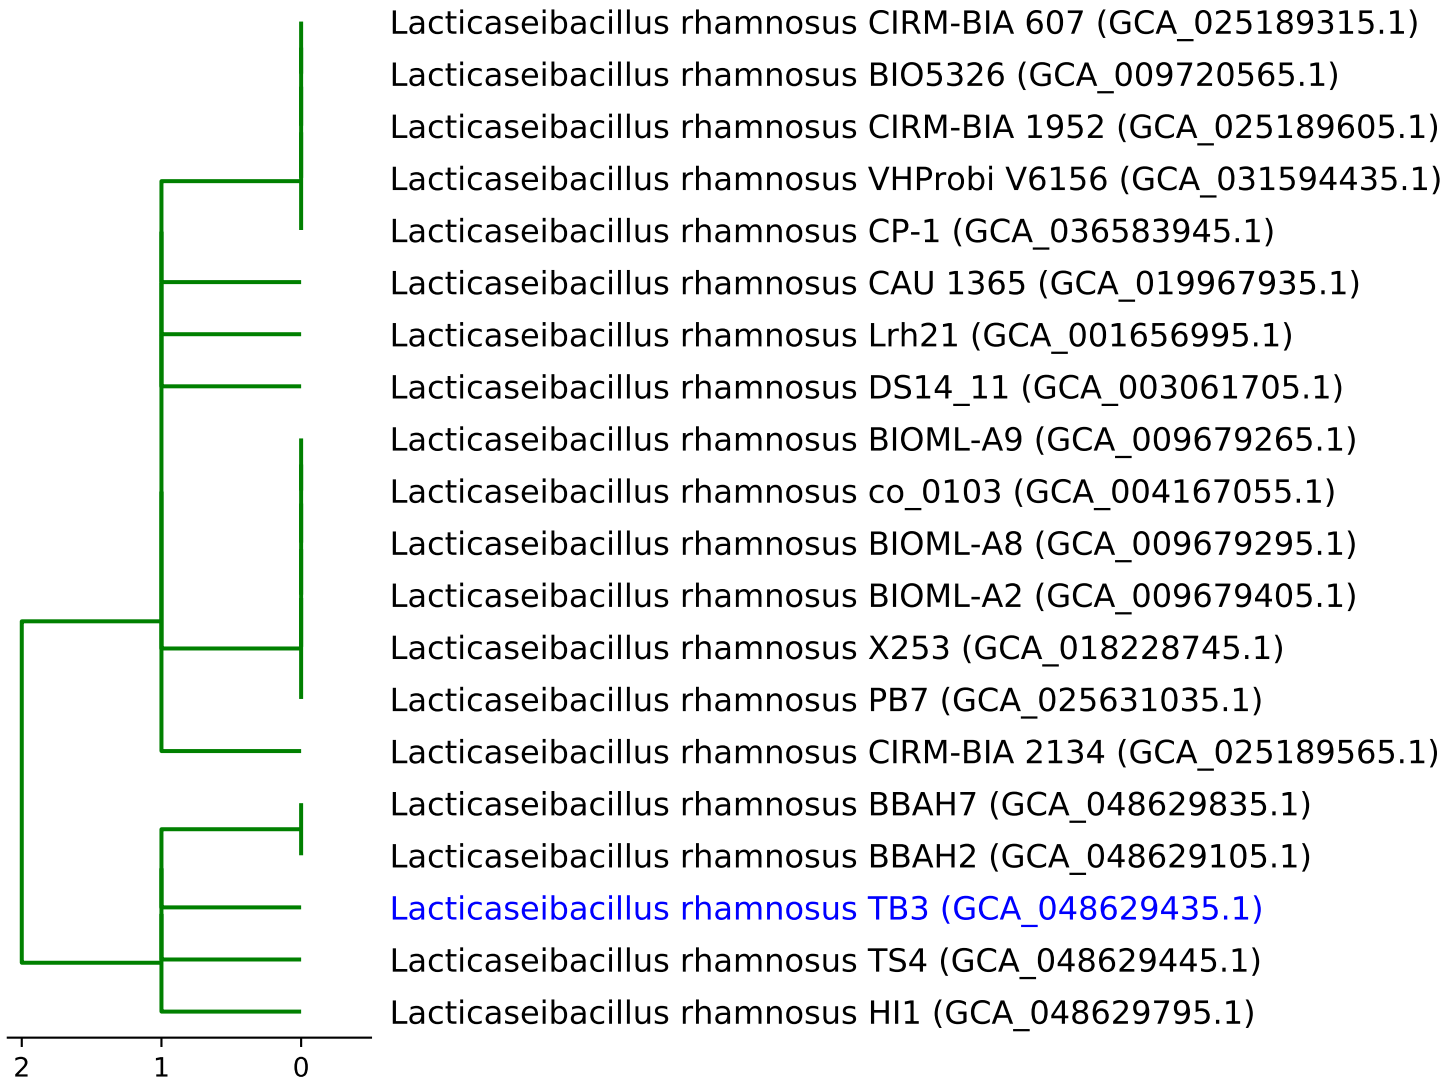 Lacticaseibacillus rhamnosus CIRM-BIA 607 (GCA_025189315.1)
Lacticaseibacillus rhamnosus BIO5326 (GCA_009720565.1)
Lacticaseibacillus rhamnosus CIRM-BIA 1952 (GCA_025189605.1)
Lacticaseibacillus rhamnosus VHProbi V6156 (GCA_031594435.1)
Lacticaseibacillus rhamnosus CP-1 (GCA_036583945.1)
Lacticaseibacillus rhamnosus CAU 1365 (GCA_019967935.1)
Lacticaseibacillus rhamnosus Lrh21 (GCA_001656995.1)
Lacticaseibacillus rhamnosus DS14_11 (GCA_003061705.1)
Lacticaseibacillus rhamnosus BIOML-A9 (GCA_009679265.1)
Lacticaseibacillus rhamnosus co_0103 (GCA_004167055.1)
Lacticaseibacillus rhamnosus BIOML-A8 (GCA_009679295.1)
Lacticaseibacillus rhamnosus BIOML-A2 (GCA_009679405.1)
Lacticaseibacillus rhamnosus X253 (GCA_018228745.1)
Lacticaseibacillus rhamnosus PB7 (GCA_025631035.1)
Lacticaseibacillus rhamnosus CIRM-BIA 2134 (GCA_025189565.1)
Lacticaseibacillus rhamnosus BBAH7 (GCA_048629835.1)
Lacticaseibacillus rhamnosus BBAH2 (GCA_048629105.1)
Lacticaseibacillus rhamnosus TB3 (GCA_048629435.1)
Lacticaseibacillus rhamnosus TS4 (GCA_048629445.1)
Lacticaseibacillus rhamnosus HI1 (GCA_048629795.1)
2 1 0